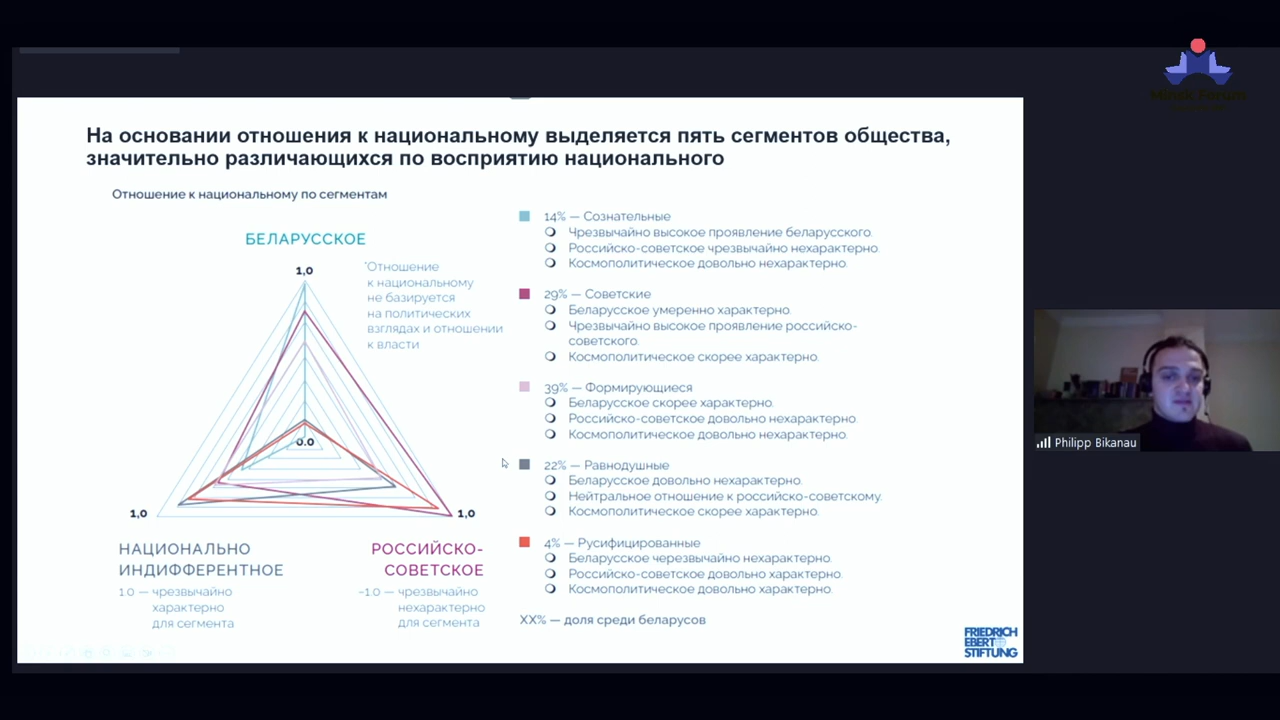 На основании отношения к национальному выделяется пять сегментов общества,
значительно различающихся по восприятию национального
Отношение к национальному по сегментам
БЕЛАРУССКОЕ
1,0
*Отношение
к национальному
не базируется
на политических
взглядах и отношении
к власти
0.0
1,0
1,0
НАЦИОНАЛЬНО
ИНДИФФЕРЕНТНОЕ
РОССИЙСКО-
СОВЕТСКОЕ
1.0 — чрезвычайно
характерно
для сегмента
−1.0 — чрезвычайно
нехарактерно
для сегмента
14% — Сознательные
Чрезвычайно высокое проявление беларусского.
Российско-советское чрезвычайно нехарактерно.
Космополитическое довольно нехарактерно.
29% — Советские
Беларусское умеренно характерно.
Чрезвычайно высокое проявление российско-
советского.
Космополитическое скорее характерно.
39% — Формирующиеся
Беларусское скорее характерно.
Российско-советское довольно нехарактерно.
Космополитическое довольно нехарактерно.
22% — Равнодушные
Беларусское довольно нехарактерно.
Нейтральное отношение к российско-советскому.
Космополитическое скорее характерно.
4% — Русифицированные
Беларусское черезвычайно нехарактерно.
Российско-советское довольно характерно.
Космополитическое довольно характерно.
XX% — доля среди беларусов
FRIEDRICH
EBERT
STIFTUNG
Minsk Forum
Philipp Bikanau